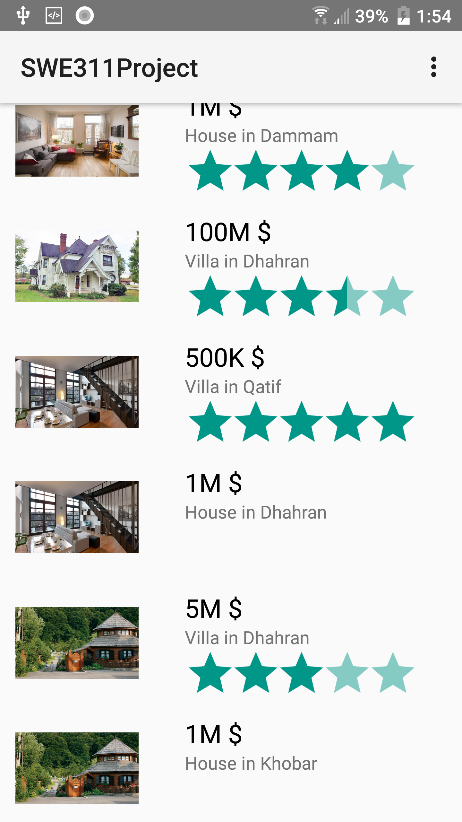 39% 1:54
SWE311Project
1M $
House in Dammam
100M $
Villa in Dhahran
500K $
Villa in Qatif
1M $
House in Dhahran
5M $
Villa in Dhahran
1M $
House in Khobar